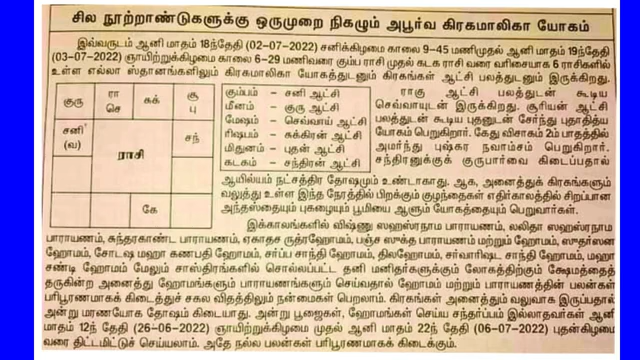 சில நூற்றாண்டுகளுக்கு ஒருமுறை நிகழும் அபூர்வ கிரகமாலிகா யோகம்
இவ்வருடம் ஆனி மாதம் 18ந்தேதி (02-07-2022) சனிக்கிழமை காலை 9-45 மணிமுதல் ஆனி மாதம் 19ந்தேதி
(03-07-2022) ஞாயிற்றுக்கிழமை காலை 6-29 மணிவரை கும்ப ராசி முதல் கடக ராசி வரை வரிசையாக 6 ராசிகளில்
உள்ள எல்லா ஸ்தானங்களிலும் கிரகமாலிகா யோகத்துடனும் கிரகங்கள் ஆட்சி பலத்துடனும் இருக்கிறது.
குரு
ரா
செ
சுக்
சூ
பு
சனி
(வ)
ராசி
சந்
கே
கும்பம் – சனி ஆட்சி
மீனம் – குரு ஆட்சி
மேஷம் – செவ்வாய் ஆட்சி
ரிஷபம் – சுக்கிரன் ஆட்சி
மிதுனம் – புதன் ஆட்சி
கடகம் – சந்திரன் ஆட்சி
ராகு ஆட்சி பலத்துடன் கூடிய
செவ்வாயுடன் இருக்கிறது. சூரியன் ஆட்சி
பலத்துடன் கூடிய புதனுடன் சேர்ந்து புதாதித்ய
யோகம் பெறுகிறார். கேது விசாகம் 2ம் பாதத்தில்
அமர்ந்து புஷ்கர நவாம்சம் பெறுகிறார்.
சந்திரனுக்குக் குருபார்வை கிடைப்பதால்
ஆயில்யம் நட்சத்திர தோஷமும் உண்டாகாது. ஆக, அனைத்துக் கிரகங்களும்
வலுத்து உள்ள இந்த நேரத்தில் பிறக்கும் குழந்தைகள் எதிர்காலத்தில் சிறப்பான
அந்தஸ்தையும் புகழையும் பூமியை ஆளும் யோகத்தையும் பெறுவார்கள்.
இக்காலங்களில் விஷ்ணு ஸஹஸ்ரநாம பாராயணம், லலிதா ஸஹஸ்ரநாம
பாராயணம், சுந்தரகாண்ட பாராயணம், ஏகாதச ருத்ரஹோமம், பஞ்ச ஸுக்த பாராயணம் மற்றும் ஹோமம், ஸுதர்ஸன
ஹோமம், சோடஷ மஹா கணபதி ஹோமம், சர்ப்ப சாந்தி ஹோமம், திலஹோமம், சர்வாரிஷ்ட சாந்தி ஹோமம், மஹா
சண்டி ஹோமம் மேலும் சாஸ்திரங்களில் சொல்லப்பட்ட தனி மனிதர்களுக்கும் லோகத்திற்கும் க்ஷேமத்தைத்
தருகின்ற அனைத்து ஹோமங்களும் பாராயணங்களும் செய்வதால் ஹோமம் மற்றும் பாராயணத்தின் பலன்கள்
பரிபூரணமாகக் கிடைத்துச் சகல விதத்திலும் நன்மைகள் பெறலாம். கிரகங்கள் அனைத்தும் வலுவாக இருப்பதால்
அன்று மரணயோக தோஷம் கிடையாது. அன்று பூஜைகள், ஹோமங்கள் செய்ய சந்தர்ப்பம் இல்லாதவர்கள் ஆனி
மாதம் 12ந் தேதி (26-06-2022) ஞாயிற்றுகிழமை முதல் ஆனி மாதம் 22ந் தேதி (06-07-2022) புதன்கிழமை
வரை திட்டமிட்டுச் செய்யலாம். அதே நல்ல பலன்கள் பரிபூரணமாகக் கிடைக்கும்.